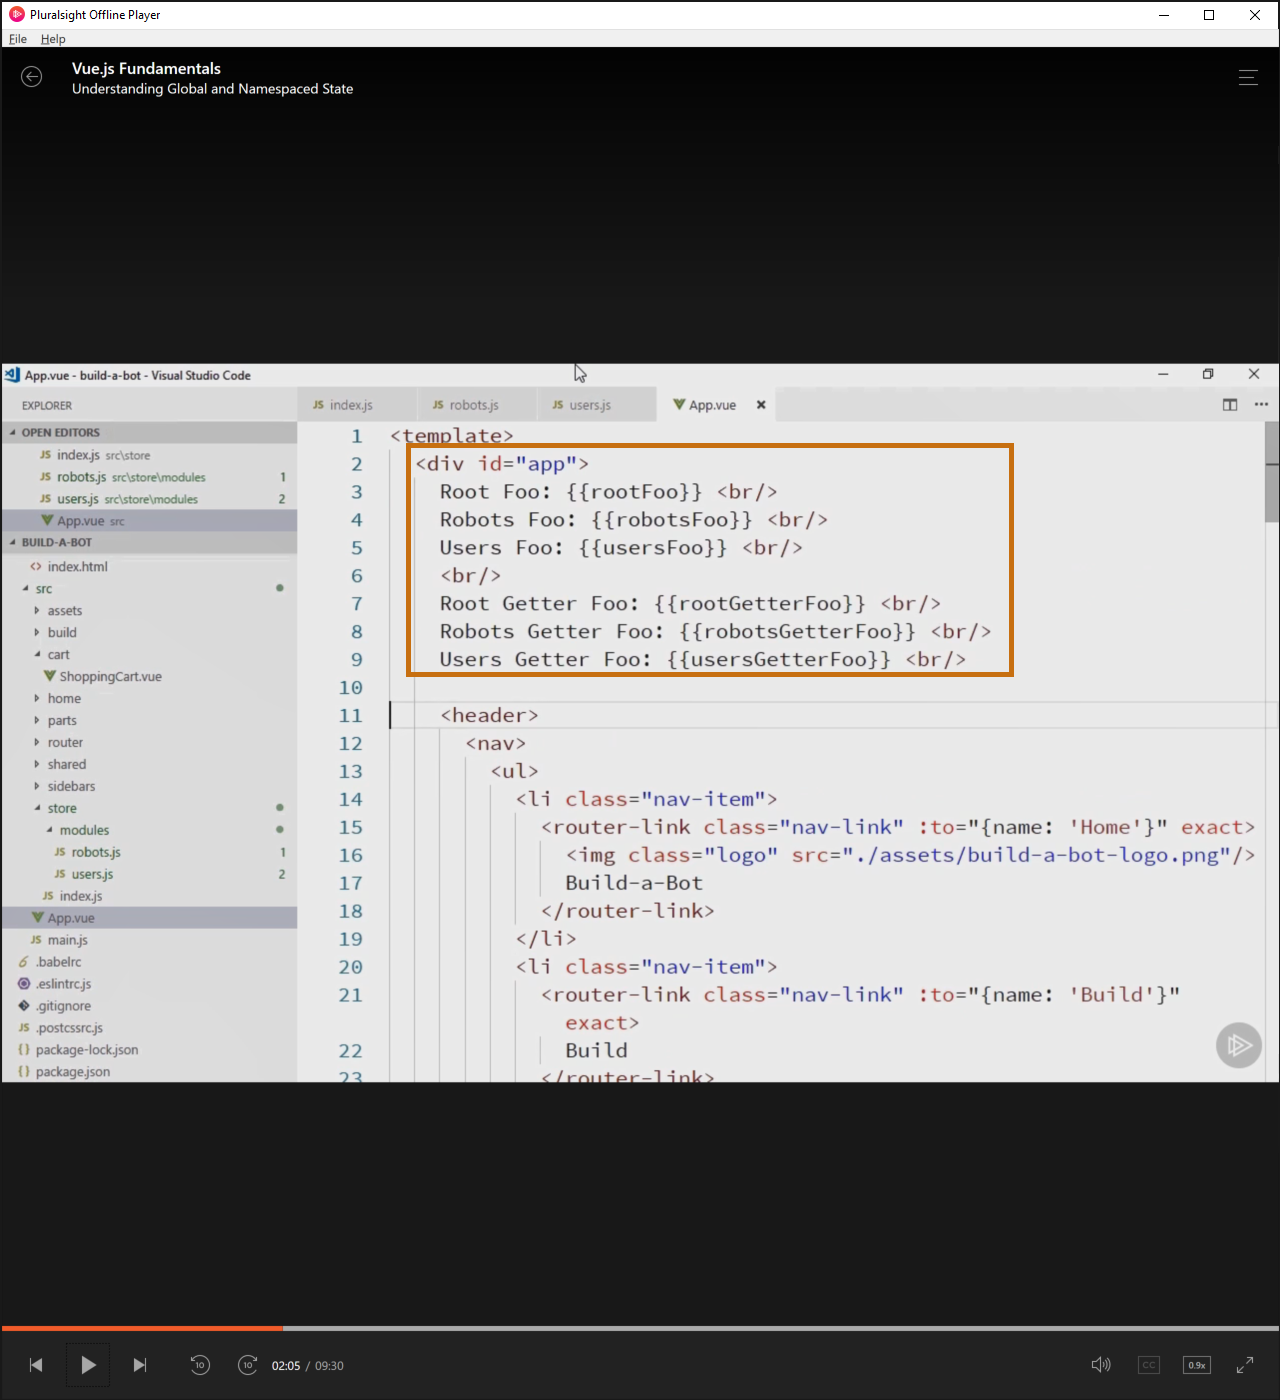 Pluralsight Offline Player
File Help
Vue.js Fundamentals
Understanding Global and Namespaced State
App.vue - build-a-bot - Visual Studio Code
EXPLORER
JS index.js
JS robots.js
JS users.js
App.vue
OPEN EDITORS
JS index.js src\store
JS robots.js src\store\modules 1
JS users.js src\store\modules 2
App.vue src
BUILD-A-BOT
<> index.html
src
assets
build
cart
ShoppingCart.vue
home
parts
router
shared
sidebars
store
modules
JS robots.js 1
JS users.js 2
JS index.js
App.vue
JS main.js
.babelrc
.eslintrc.js
.gitignore
JS .postcssrc.js
{} package-lock.json
{} package.json
1 <template>
2 <div id="app">
3 Root Foo: {{rootFoo}} <br/>
4 Robots Foo: {{robotsFoo}} <br/>
5 Users Foo: {{usersFoo}} <br/>
6 <br/>
7 Root Getter Foo: {{rootGetterFoo}} <br/>
8 Robots Getter Foo: {{robotsGetterFoo}} <br/>
9 Users Getter Foo: {{usersGetterFoo}} <br/>
10
11 <header>
12 <nav>
13 <ul>
14 <li class="nav-item">
15 <router-link class="nav-link" :to="{name: 'Home'}" exact>
16 <img class="logo" src="./assets/build-a-bot-logo.png"/>
17 Build-a-Bot
18 </router-link>
19 </li>
20 <li class="nav-item">
21 <router-link class="nav-link" :to="{name: 'Build'}"
exact>
22 Build
23 </router-link>
10 10 02:05 / 09:30 CC 0.9x